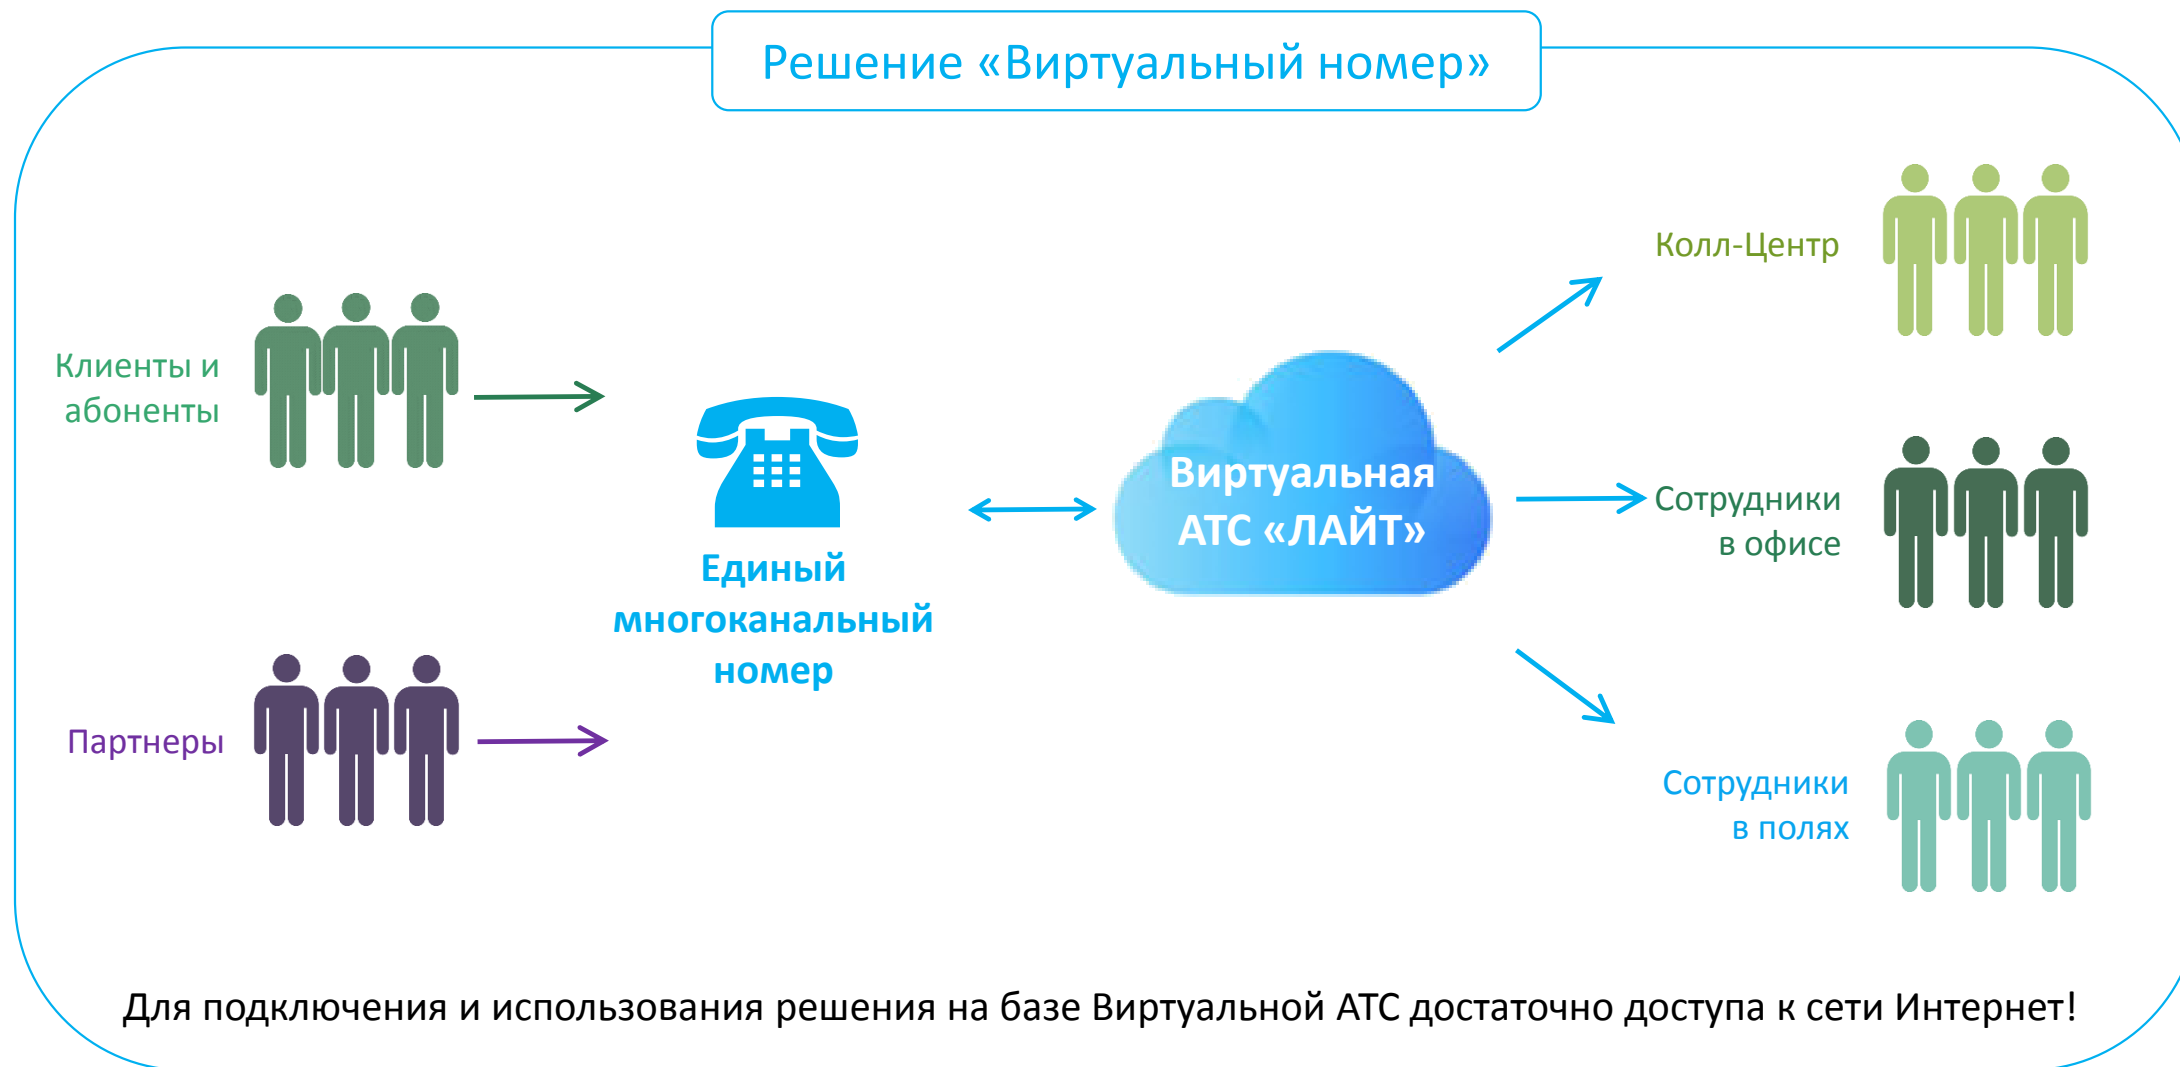 Решение «Виртуальный номер»
Клиенты и
абоненты
Партнеры
Единый
многоканальный
номер
Виртуальная
АТС «ЛАЙТ»
Колл-Центр
Сотрудники
в офисе
Сотрудники
в полях
Для подключения и использования решения на базе Виртуальной АТС достаточно доступа к сети Интернет!